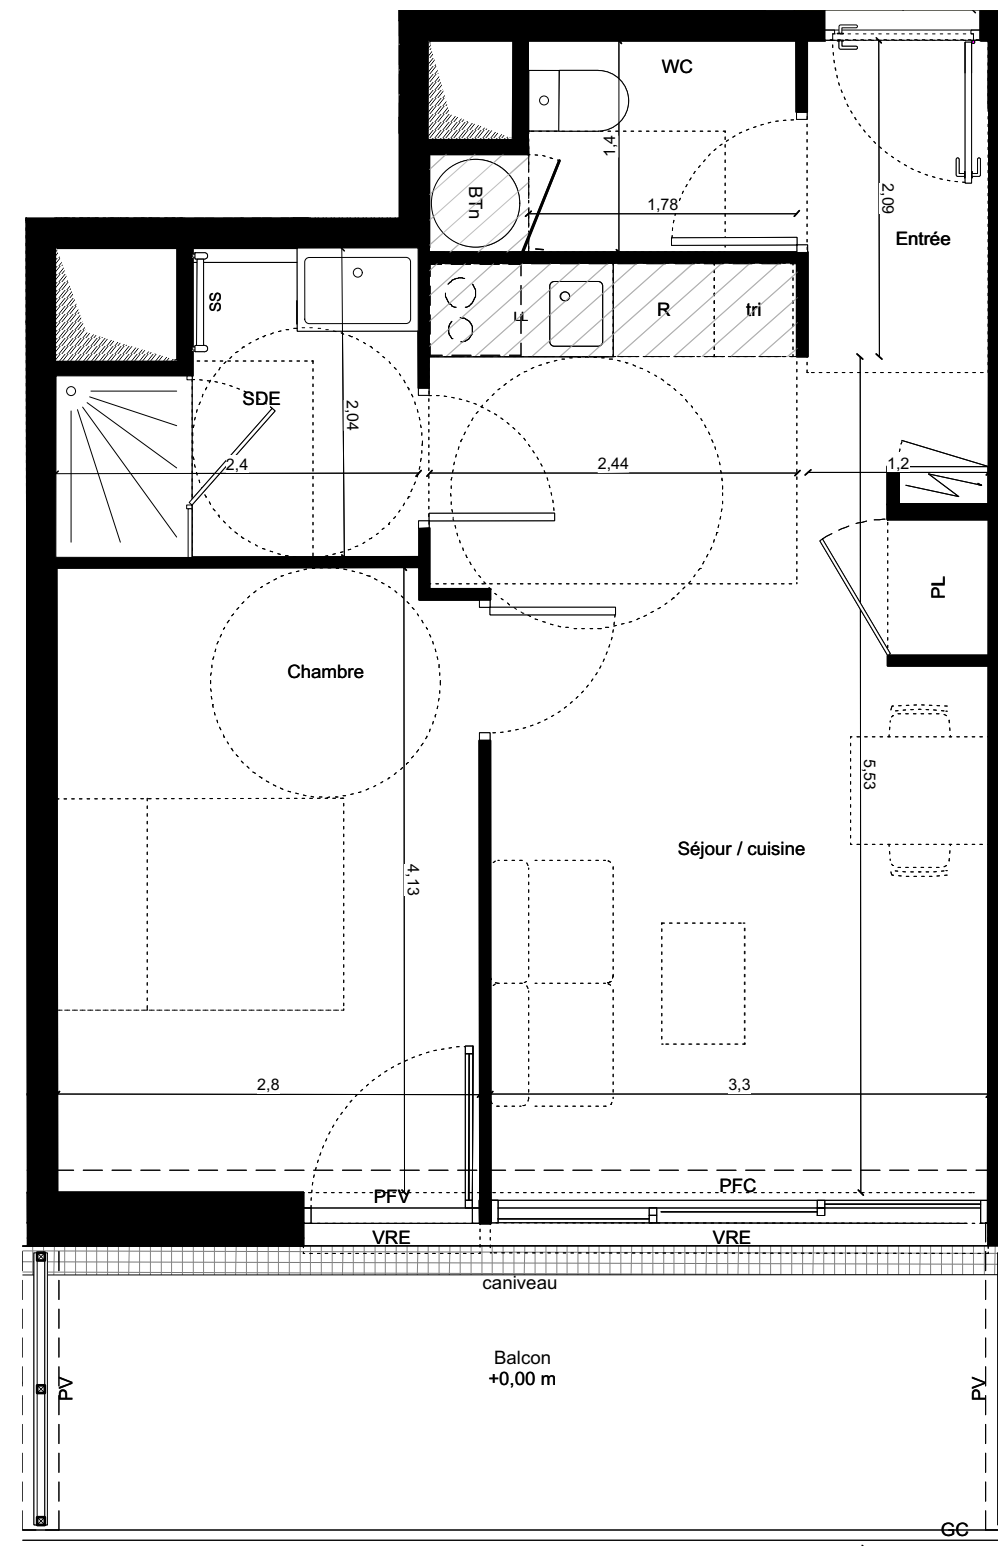 WC
1,4
BTn
1,78
2,09
Entrée
SS
F
R
tri
SDE
2,04
2,4
2,44
1,2
PL
Chambre
5,53
Séjour / cuisine
4,13
2,8
3,3
PFV
PFC
VRE
VRE
caniveau
Balcon
+0,00 m
PV
PV
GC